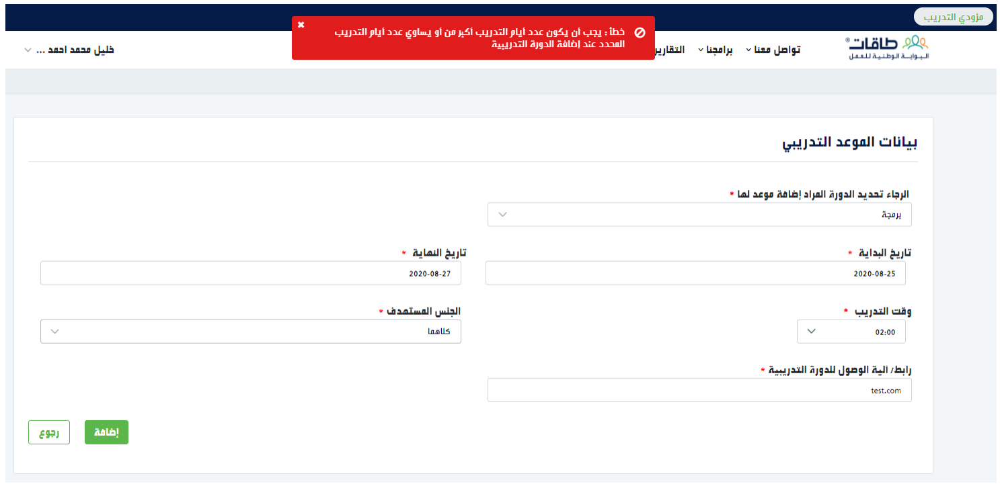 مزودي التدريب
خطأ : يجب أن يكون عدد أيام التدريب أكبر من أو يساوي عدد أيام التدريب
المحدد عند إضافة الدورة التدريبية
طاقات
البوابة الوطنية للعمل
تواصل معنا
برامجنا
التقارير
خليل محمد احمد ...
بيانات الموعد التدريبي
الرجاء تحديد الدورة المراد إضافة موعد لها *
برمجة
تاريخ البداية *
تاريخ النهاية *
2020-08-25
2020-08-27
وقت التدريب *
الجنس المستهدف *
02:00
كلاهما
رابط/ آلية الوصول للدورة التدريبية *
test.com
إضافة
رجوع